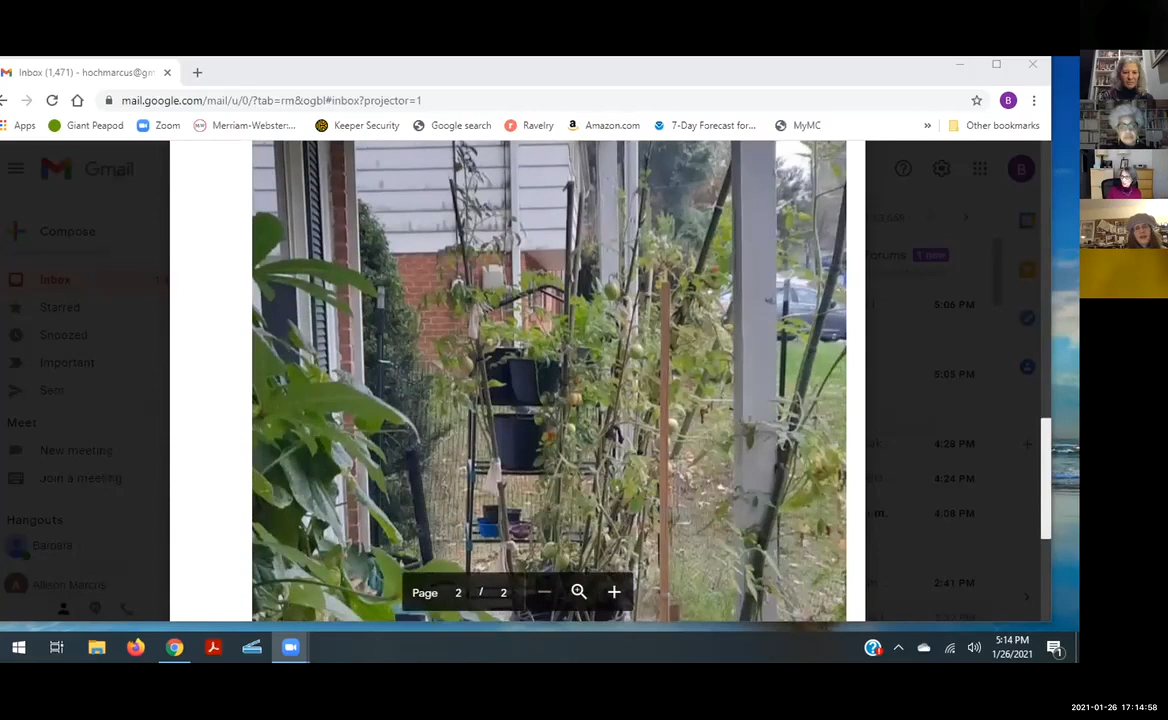 Inbox (1,471) - hochmarcus@gm
mail.google.com/mail/u/0/?tab=rm&ogbl#inbox?projector=1
Apps Giant Peapod Zoom Merriam-Webster:... Keeper Security Google search Ravelry Amazon.com 7-Day Forecast for... MyMC » Other bookmarks
B
Gmail
B
Compose
Inbox
Starred
Snoozed
Important
Sent
Meet
New meeting
Join a meeting
Hangouts
Barbara
Allison Marcus
forums 1 new
5:06 PM
5:05 PM
4:29 PM
4:24 PM
4:08 PM
2:41 PM
Page 2 / 2
5:14 PM
1/26/2021
2021-01-26 17:14:58